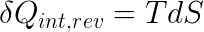 δQ_{int,rev} = TdS